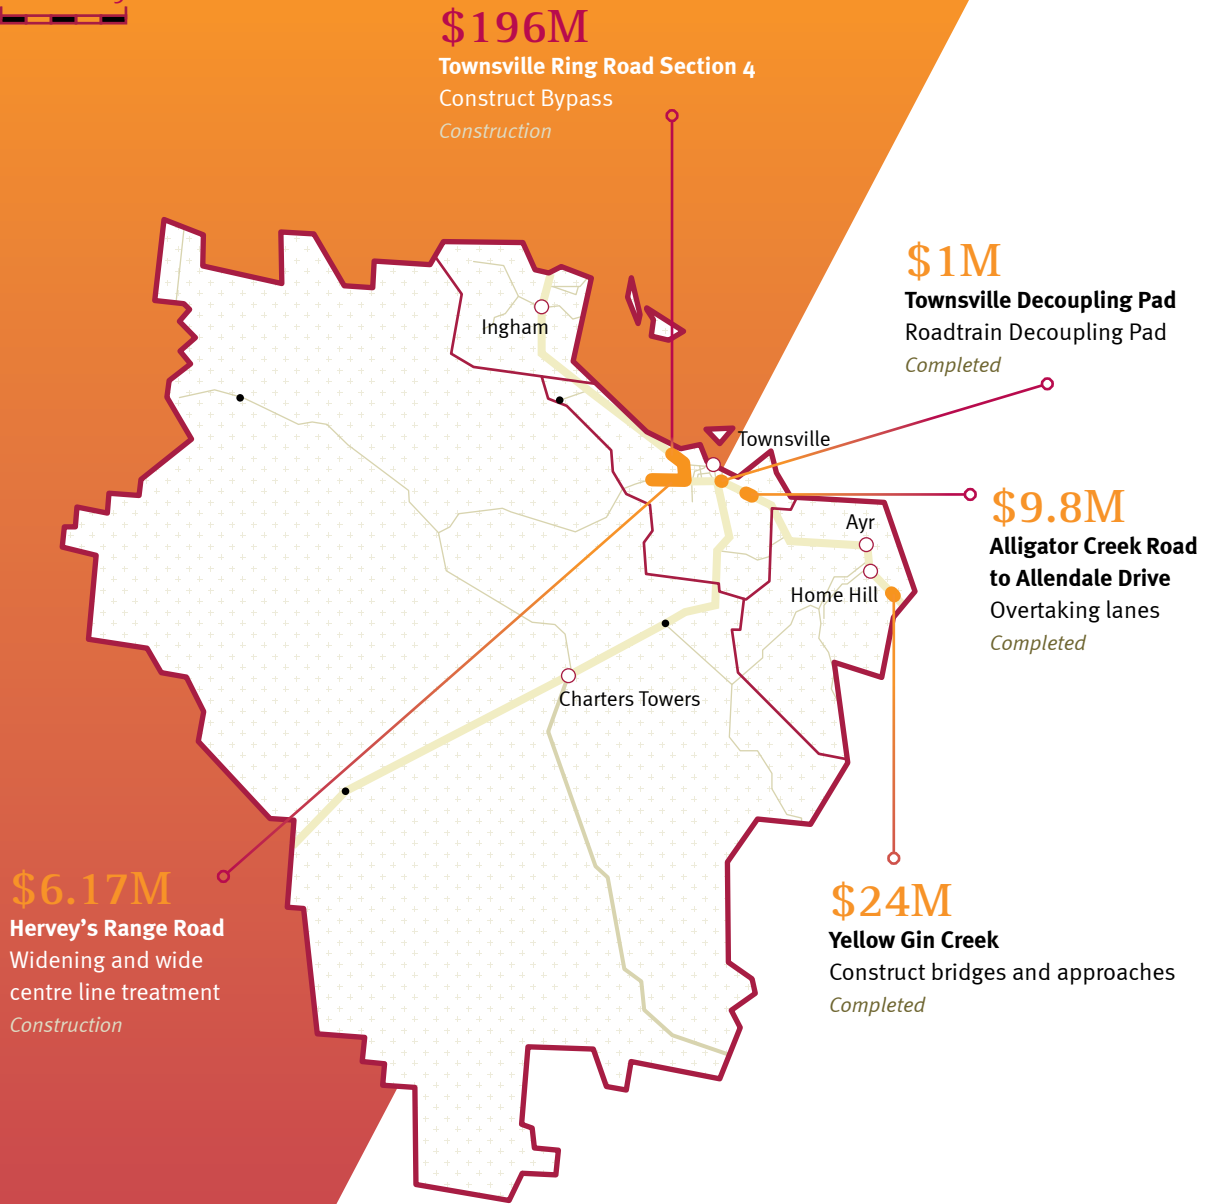 $196M
Townsville Ring Road Section 4
Construct Bypass
Construction
$1M
Townsville Decoupling Pad
Roadtrain Decoupling Pad
Completed
Ingham
Townsville
$9.8M
Alligator Creek Road
to Allendale Drive
Overtaking lanes
Completed
Ayr
Home Hill
Charters Towers
$6.17M
Hervey’s Range Road
Widening and wide
centre line treatment
Construction
$24M
Yellow Gin Creek
Construct bridges and approaches
Completed